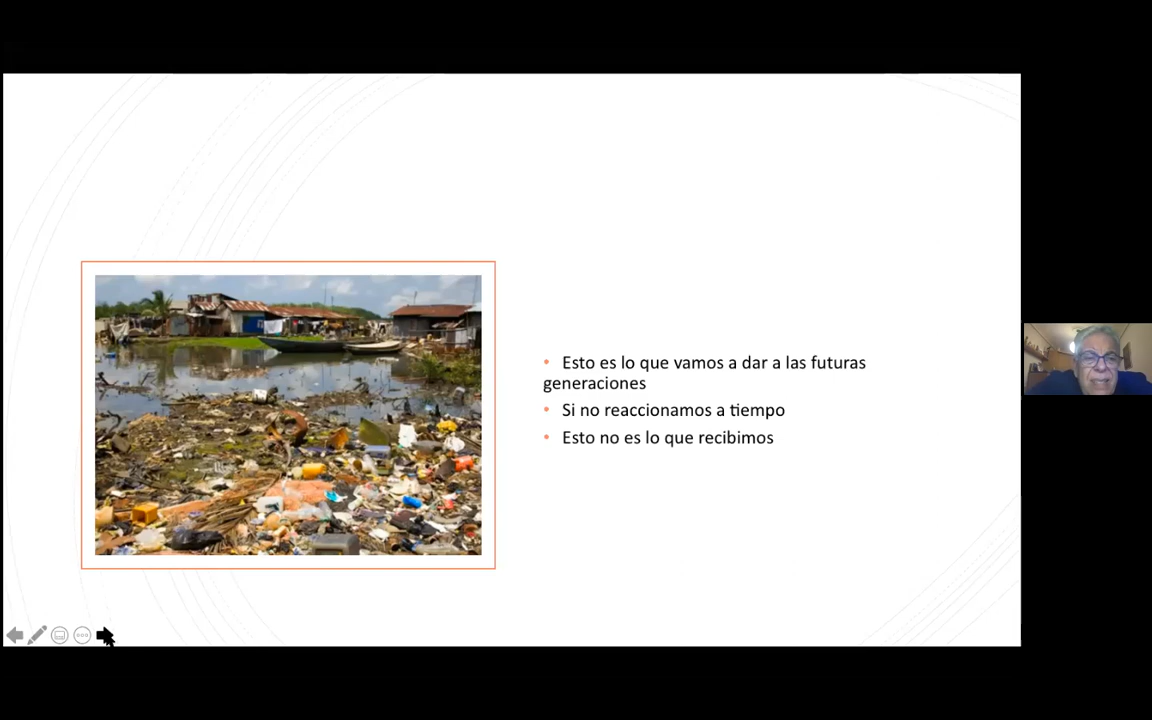 • Esto es lo que vamos a dar a las futuras
generaciones
• Si no reaccionamos a tiempo
• Esto no es lo que recibimos